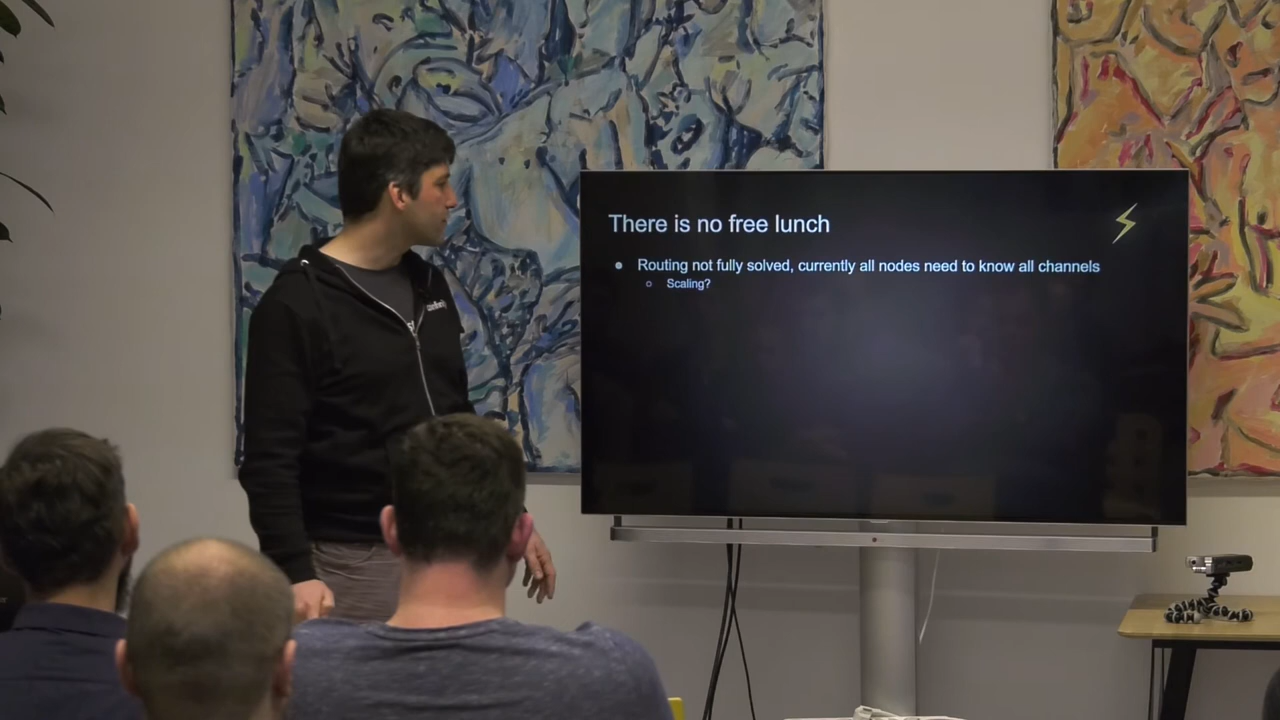 There is no free lunch
Routing not fully solved, currently all nodes need to know all channels
Scaling?